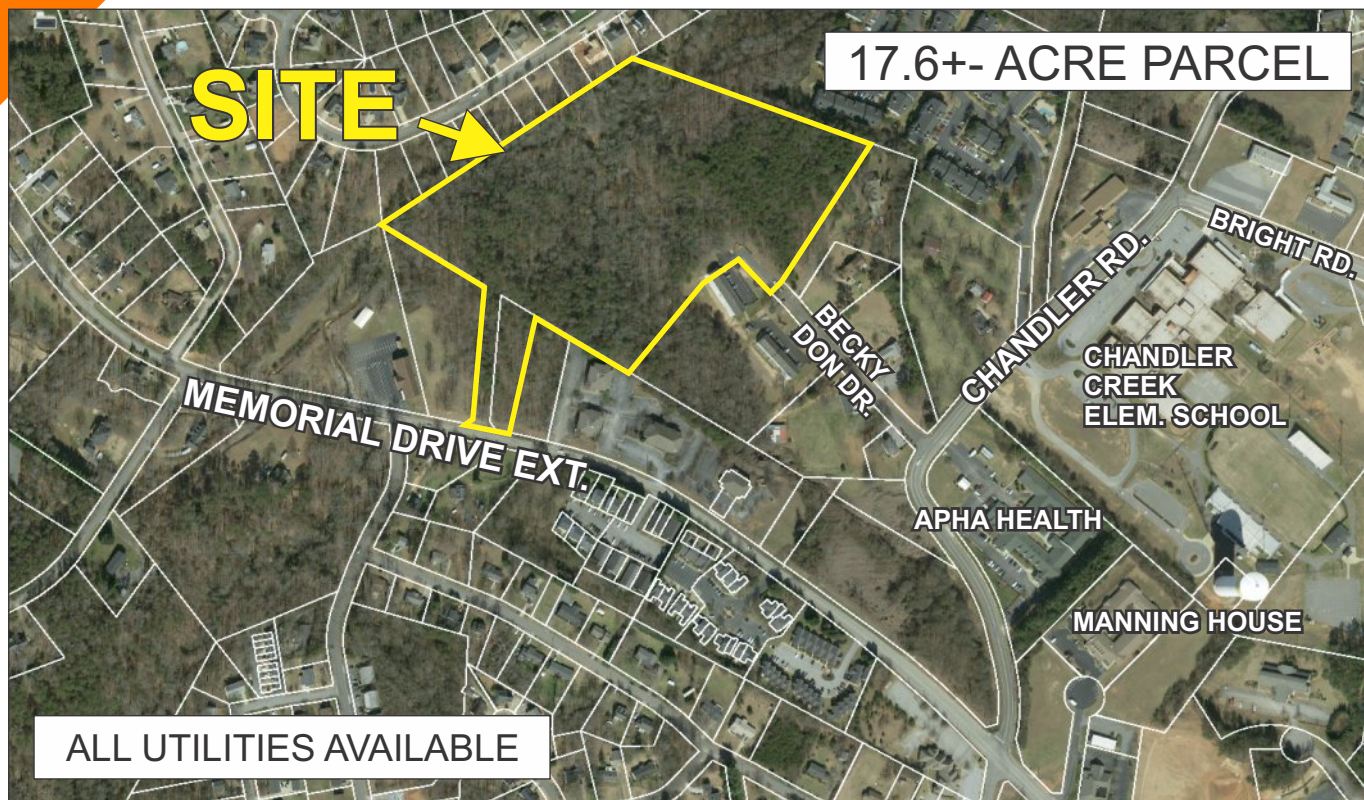 17.6+- ACRE PARCEL
SITE
BRIGHT RD.
CHANDLER RD.
BECKY
DON DR.
CHANDLER
CREEK
ELEM. SCHOOL
MEMORIAL DRIVE EXT.
APHA HEALTH
MANNING HOUSE
ALL UTILITIES AVAILABLE